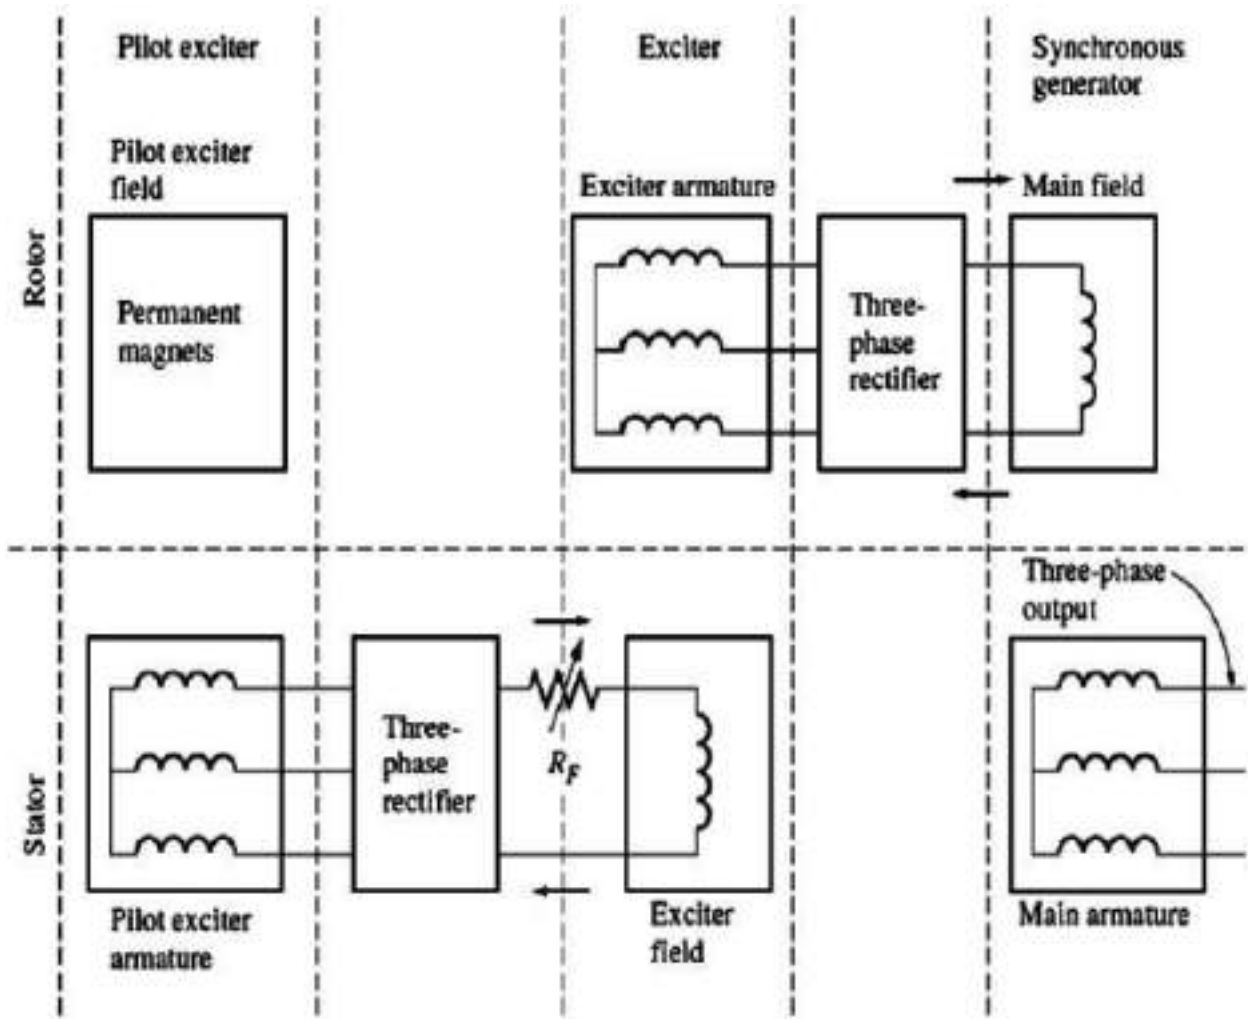 Pilot exciter
Exciter
Synchronous
generator
Pilot exciter
field
Exciter armature
Main field
Rotor
Permanent
magnets
Three-
phase
rectifier
Three-phase
output
Stator
Three-
phase
rectifier
R_F
Pilot exciter
armature
Exciter
field
Main armature